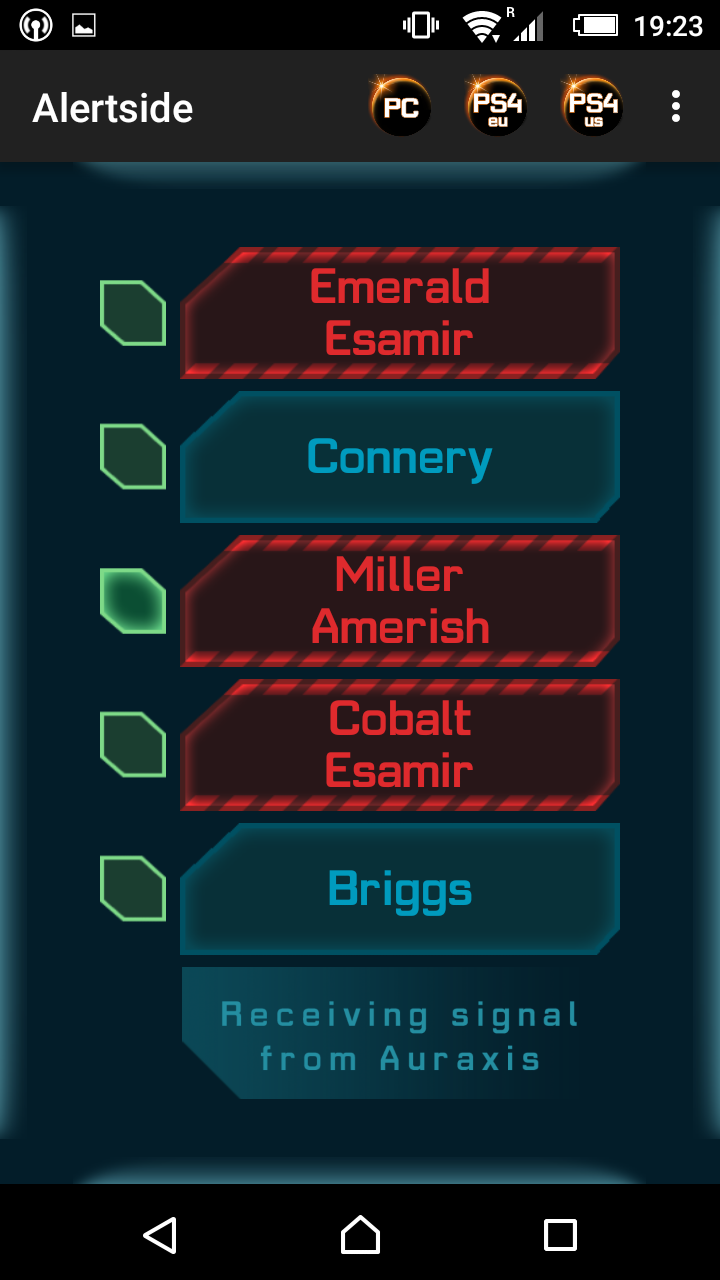 R
19:23
Alertside
PC
PS4
eu
PS4
us
Emerald
Esamir
Connery
Miller
Amerish
Cobalt
Esamir
Briggs
Receiving signal
from Auraxis